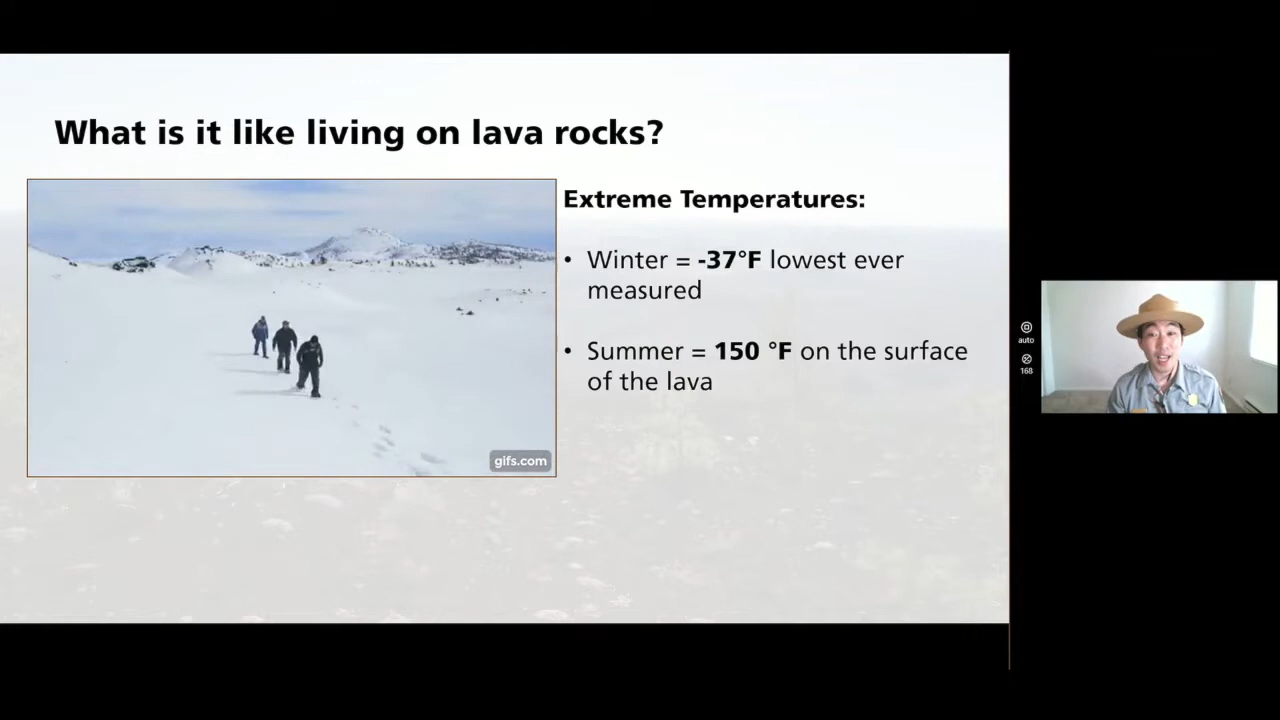 What is it like living on lava rocks?
Extreme Temperatures:
• Winter = -37°F lowest ever
measured
• Summer = 150 °F on the surface
of the lava
gifs.com
auto
168